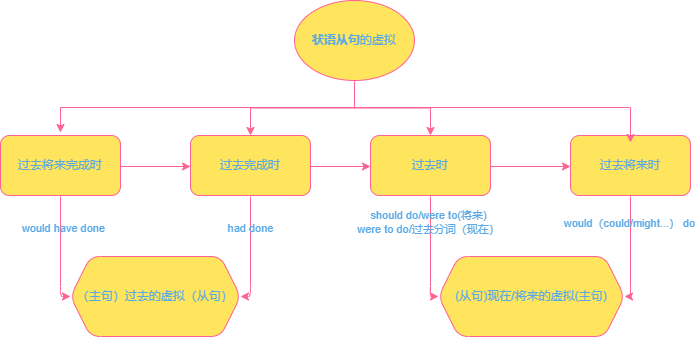 状语从句的虚拟
过去将来完成时
过去完成时
过去时
过去将来时
would have done
had done
should do/were to(将来)
were to do/过去分词（现在）
would（could/might...） do
（主句）过去的虚拟（从句）
(从句)现在/将来的虚拟(主句)